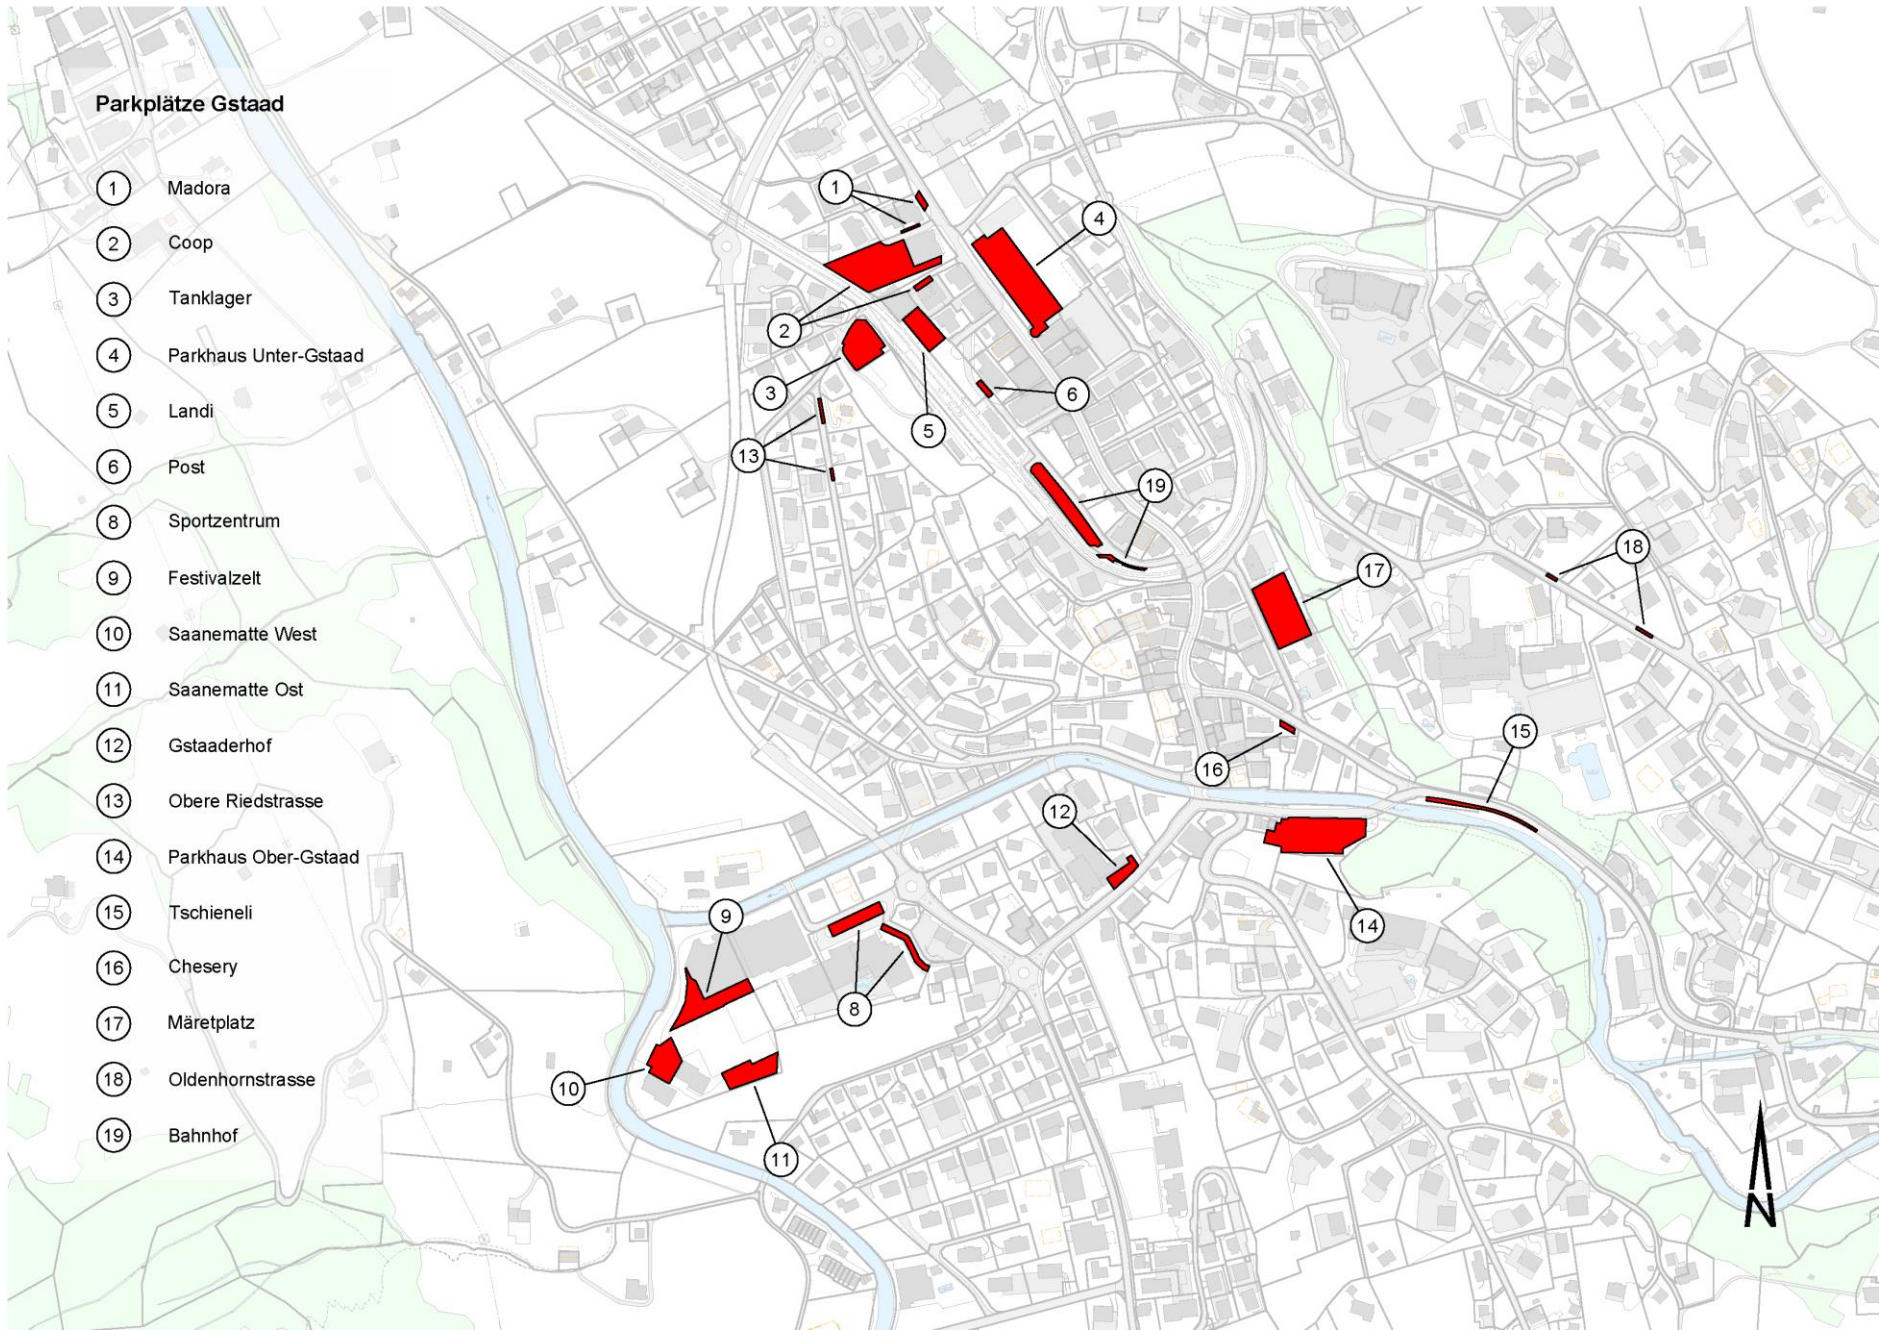 Parkplätze Gstaad
1 Madora
2 Coop
3 Tanklager
4 Parkhaus Unter-Gstaad
5 Landi
6 Post
8 Sportzentrum
9 Festivalzelt
10 Saanematte West
11 Saanematte Ost
12 Gstaaderhof
13 Obere Riedstrasse
14 Parkhaus Ober-Gstaad
15 Tschieneli
16 Chesery
17 Märetplatz
18 Oldenhornstrasse
19 Bahnhof
1
4
2
3
6
5
13
19
18
17
15
16
12
9
14
8
10
11
N